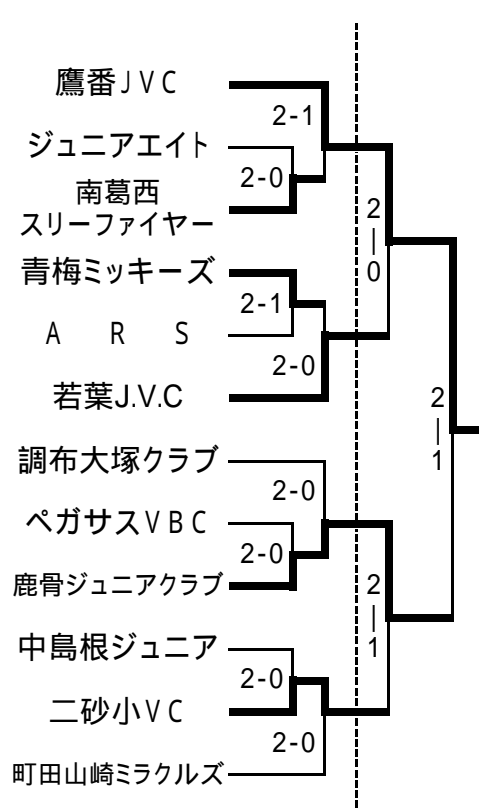 鷹番JVC
2-1
ジュニアエイト
2-0
南葛西
スリーファイヤー
2
|
0
青梅ミッキーズ
2-1
A R S
2-0
若葉J.V.C
2
|
1
調布大塚クラブ
2-0
ペガサスVBC
2-0
鹿骨ジュニアクラブ
2
|
1
中島根ジュニア
2-0
二砂小VC
2-0
町田山崎ミラクルズ